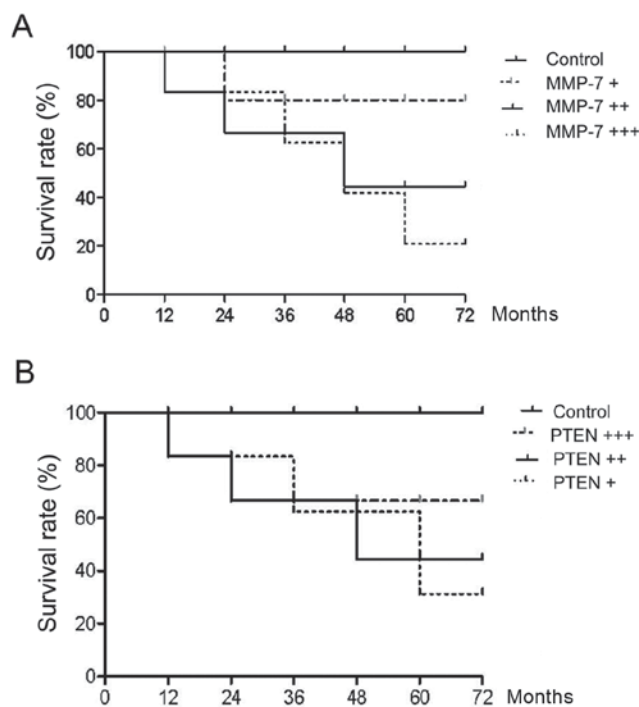 A
Survival rate (%)
100
80
60
40
20
0
0 12 24 36 48 60 72 Months
Control
MMP-7 +
MMP-7 ++
MMP-7 +++
B
Survival rate (%)
100
80
60
40
20
0
0 12 24 36 48 60 72 Months
Control
PTEN +++
PTEN ++
PTEN +